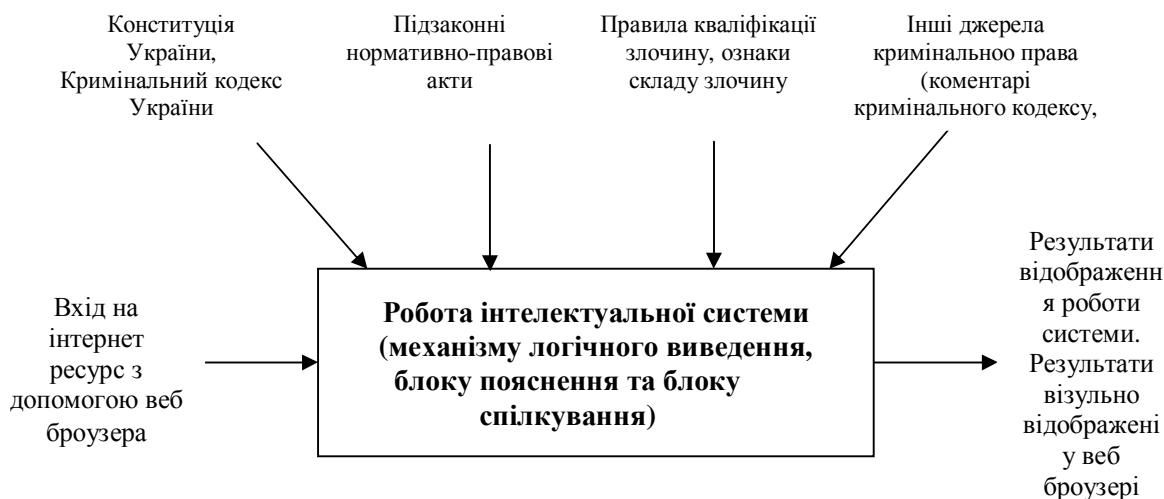 Конституція
України,
Кримінальний кодекс
України
Підзаконні
нормативно-правові
акти
Правила кваліфікації
злочину, ознаки
складу злочину
Інші джерела
кримінальноо права
(коментарі
кримінального кодексу,
Вхід на
інтернет
ресурс з
допомогою веб
броузера
Робота інтелектуальної системи
(механізму логічного виведення,
блоку пояснення та блоку
спілкування)
Результати
відображенн
я роботи
системи.
Результати
візульно
відображені
у веб
броузері